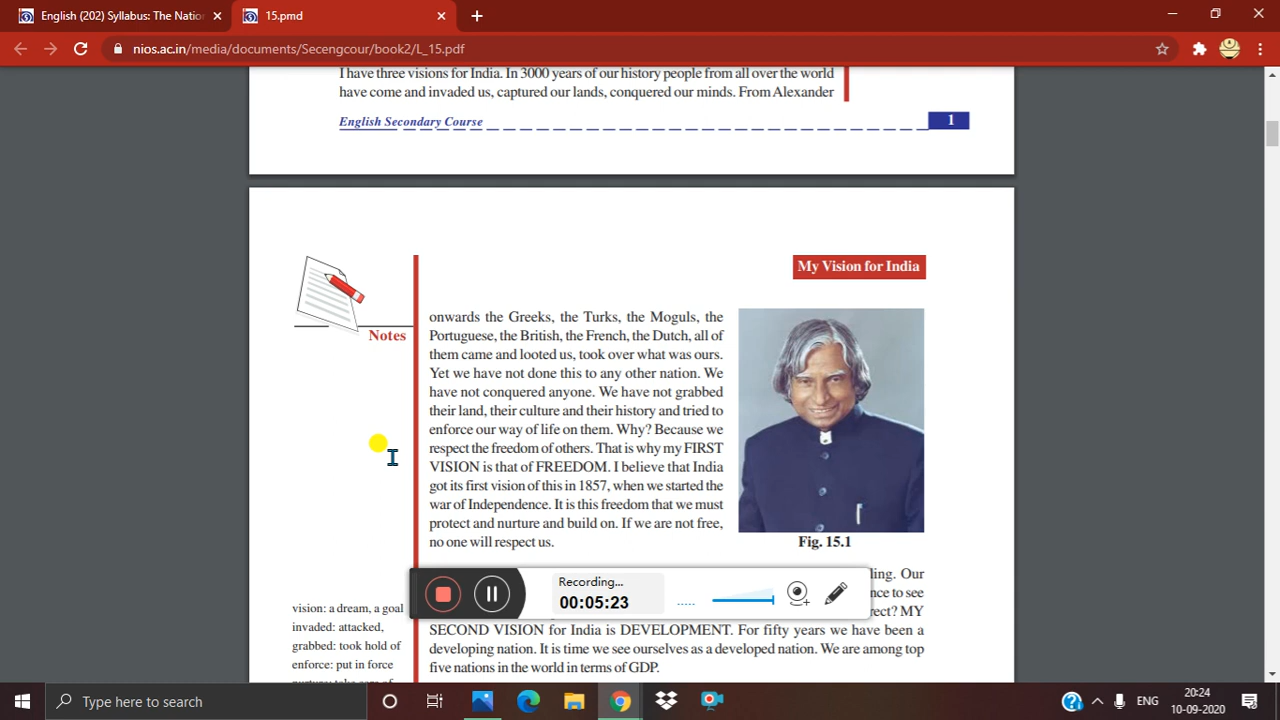 English (202) Syllabus: The Natio
15.pmd
nios.ac.in/media/documents/Secengcour/book2/L_15.pdf
I have three visions for India. In 3000 years of our history people from all over the world
have come and invaded us, captured our lands, conquered our minds. From Alexander
English Secondary Course
1
My Vision for India
Notes
onwards the Greeks, the Turks, the Moguls, the
Portuguese, the British, the French, the Dutch, all of
them came and looted us, took over what was ours.
Yet we have not done this to any other nation. We
have not conquered anyone. We have not grabbed
their land, their culture and their history and tried to
enforce our way of life on them. Why? Because we
respect the freedom of others. That is why my FIRST
VISION is that of FREEDOM. I believe that India
got its first vision of this in 1857, when we started the
war of Independence. It is this freedom that we must
protect and nurture and build on. If we are not free,
no one will respect us.
Fig. 15.1
ling. Our
nce to see
rect? MY
SECOND VISION for India is DEVELOPMENT. For fifty years we have been a
developing nation. It is time we see ourselves as a developed nation. We are among top
five nations in the world in terms of GDP.
vision: a dream, a goal
invaded: attacked,
grabbed: took hold of
enforce: put in force
Recording...
00:05:23
Type here to search
ENG
20:24
10-09-2020